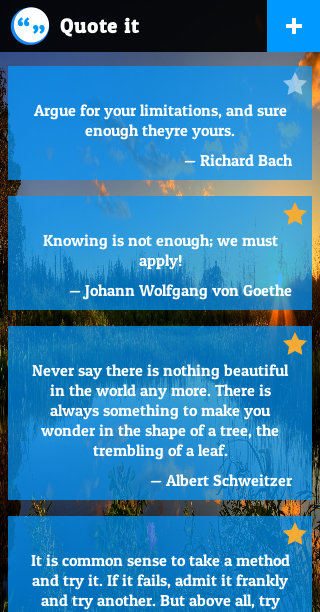 Quote it
Argue for your limitations, and sure
enough theyre yours.
— Richard Bach
Knowing is not enough; we must
apply!
— Johann Wolfgang von Goethe
Never say there is nothing beautiful
in the world any more. There is
always something to make you
wonder in the shape of a tree, the
trembling of a leaf.
— Albert Schweitzer
It is common sense to take a method
and try it. If it fails, admit it frankly
and try another. But above all, try